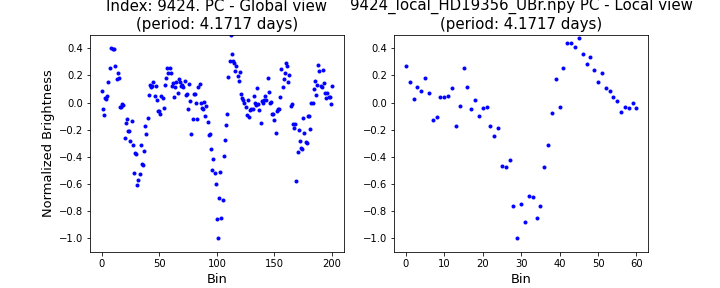 Index: 9424. PC - Global view
(period: 4.1717 days)
9424_local_HD19356_UBr.npy PC - Local view
(period: 4.1717 days)
Normalized Brightness
0.4
0.2
0.0
−0.2
−0.4
−0.6
−0.8
−1.0
0 50 100 150 200
Bin
0.4
0.2
0.0
−0.2
−0.4
−0.6
−0.8
−1.0
0 10 20 30 40 50 60
Bin